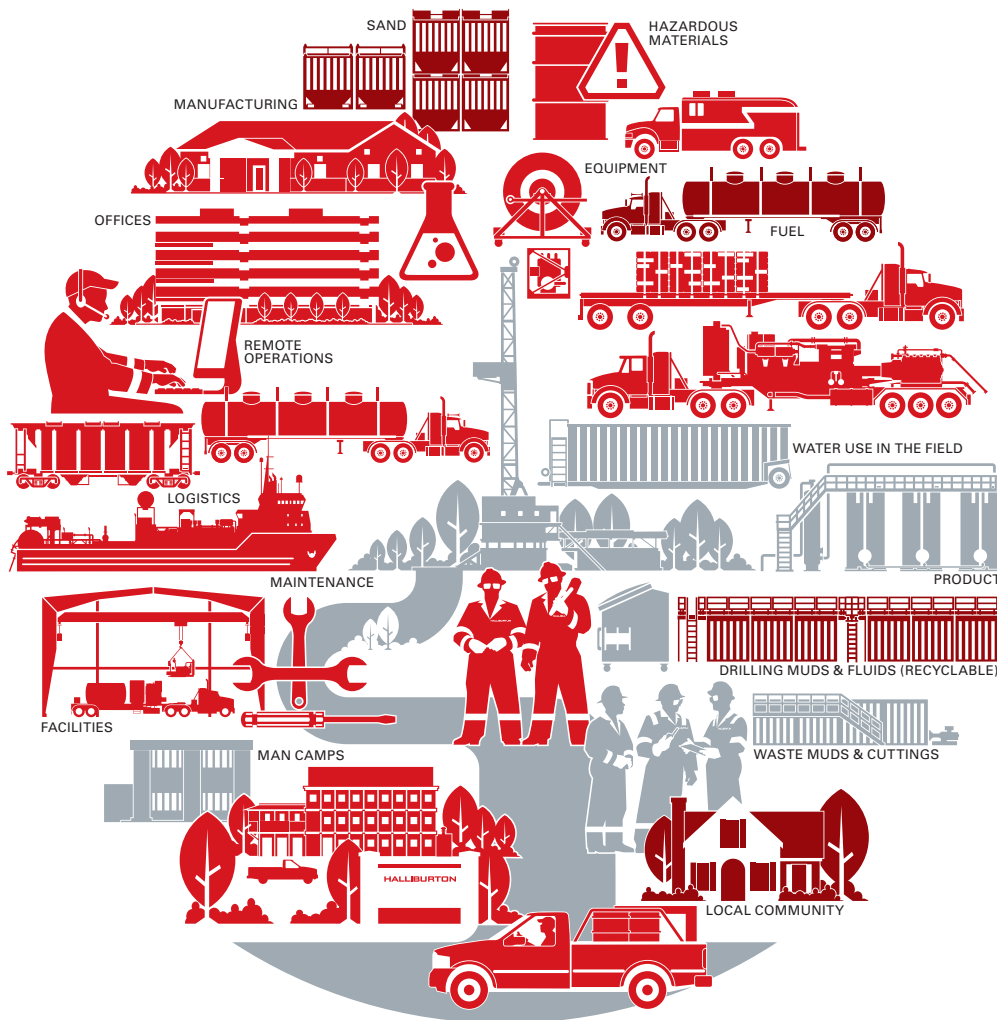 SAND
HAZARDOUS
MATERIALS
MANUFACTURING
EQUIPMENT
OFFICES
FUEL
REMOTE
OPERATIONS
WATER USE IN THE FIELD
LOGISTICS
MAINTENANCE
PRODUCT
DRILLING MUDS & FLUIDS (RECYCLABLE)
FACILITIES
MAN CAMPS
WASTE MUDS & CUTTINGS
HALLIBURTON
LOCAL COMMUNITY